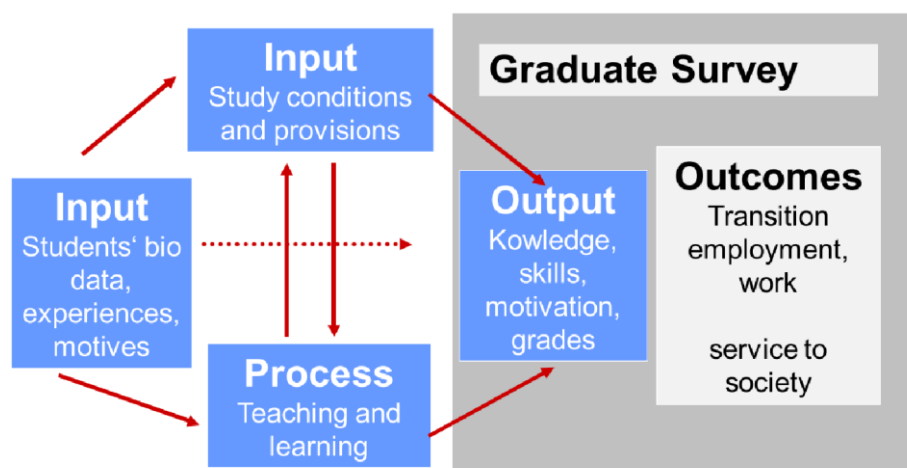 Input
Study conditions
and provisions
Graduate Survey
Input
Students‘ bio
data,
experiences,
motives
Output
Kowledge,
skills,
motivation,
grades
Outcomes
Transition
employment,
work
service to
society
Process
Teaching and
learning